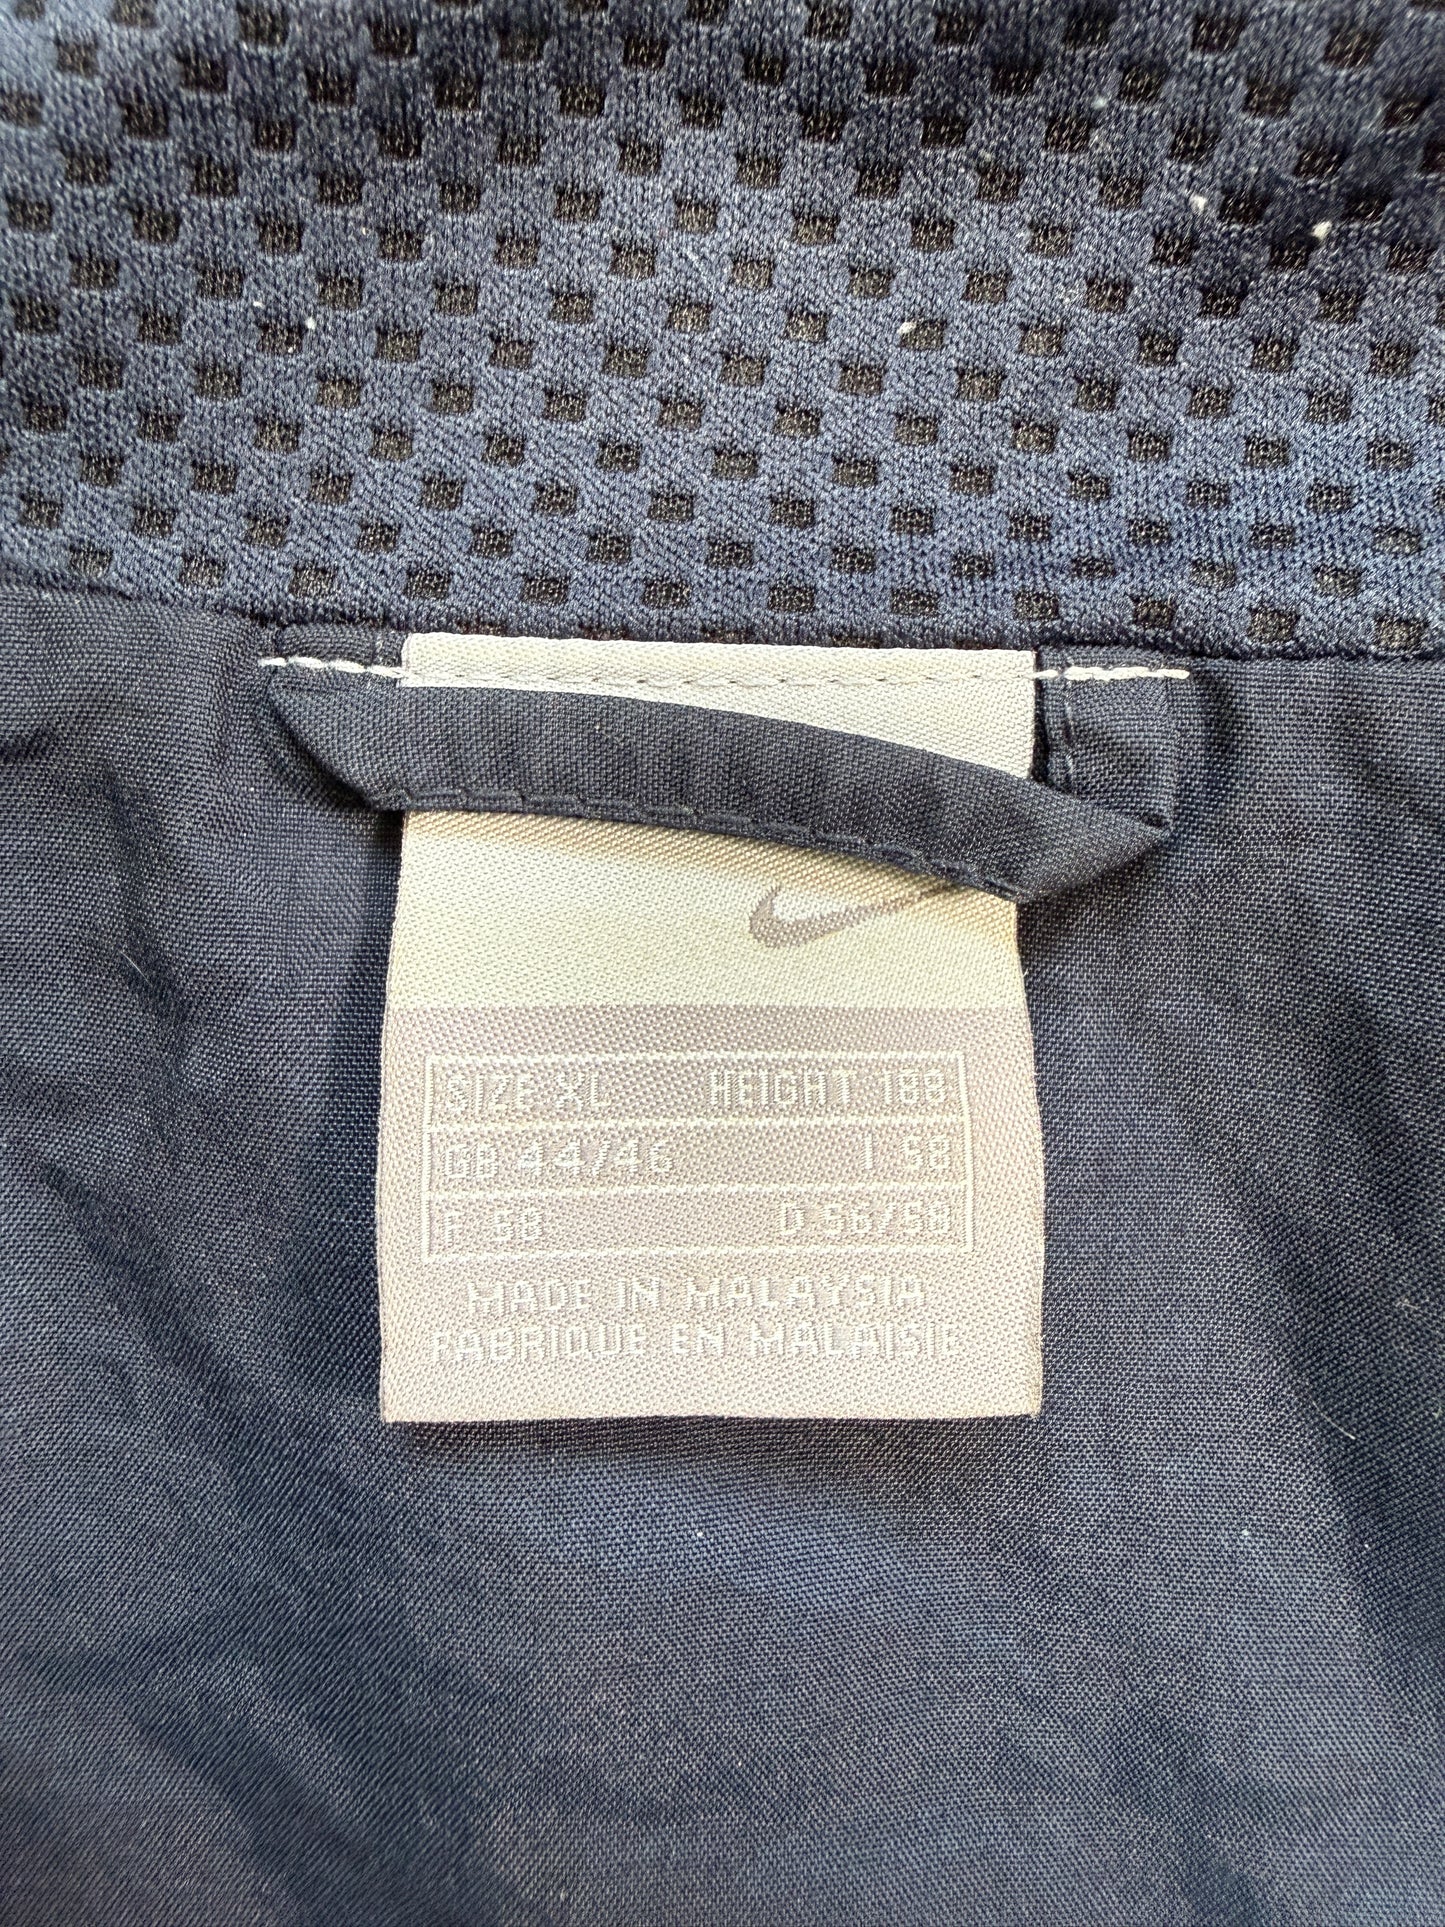 SIZE XL HEIGHT 188
GB 44/46 I 58
F 58 D 56/58
MADE IN MALAYSIA
FABRIQUE EN MALAISIE